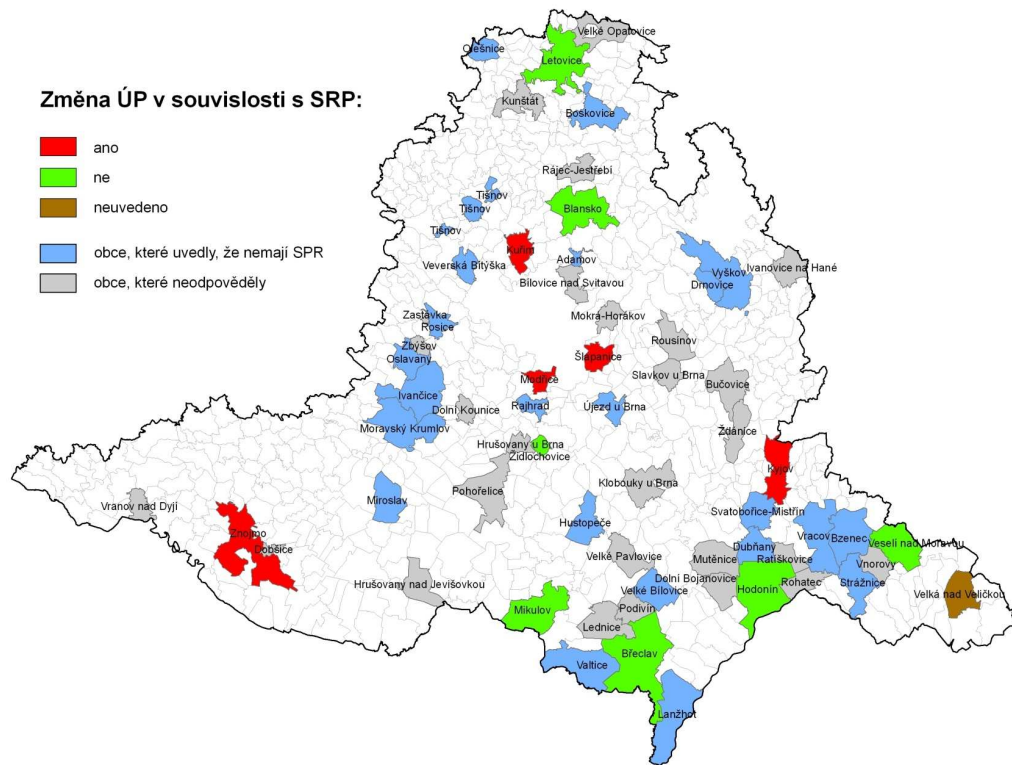 Velké Opatovice
Olešnice
Letovice
Změna ÚP v souvislosti s SRP:
Kunštát
Boskovice
ano
ne
Rájec-Jestřebí
neuvedeno
Tišnov
Tišnov
Blansko
Tišnov
Kuřim
obce, které uvedly, že nemají SPR
Veverská Bítýška
Adamov
Vyškov
Ivanovice na Hané
Drnovice
obce, které neodpověděly
Bílovice nad Svitavou
Zastávka
Rosice
Mokrá-Horákov
Zbýšov
Oslavany
Rousínov
Šlapanice
Slavkov u Brna
Modřice
Bučovice
Ivančice
Dolní Kounice
Rajhrad
Újezd u Brna
Moravský Krumlov
Ždánice
Hrušovany u Brna
Židlochovice
Kyjov
Pohořelice
Klobouky u Brna
Miroslav
Vranov nad Dyjí
Svatobořice-Mistřín
Hustopeče
Znojmo
Vracov
Bzenec
Veselí nad Moravou
Dobšice
Velké Pavlovice
Mutěnice
Dubňany
Ratíškovice
Vnorovy
Hrušovany nad Jevišovkou
Dolní Bojanovice
Rohatec
Strážnice
Velké Bílovice
Hodonín
Velká nad Veličkou
Mikulov
Podivín
Lednice
Břeclav
Valtice
Lanžhot